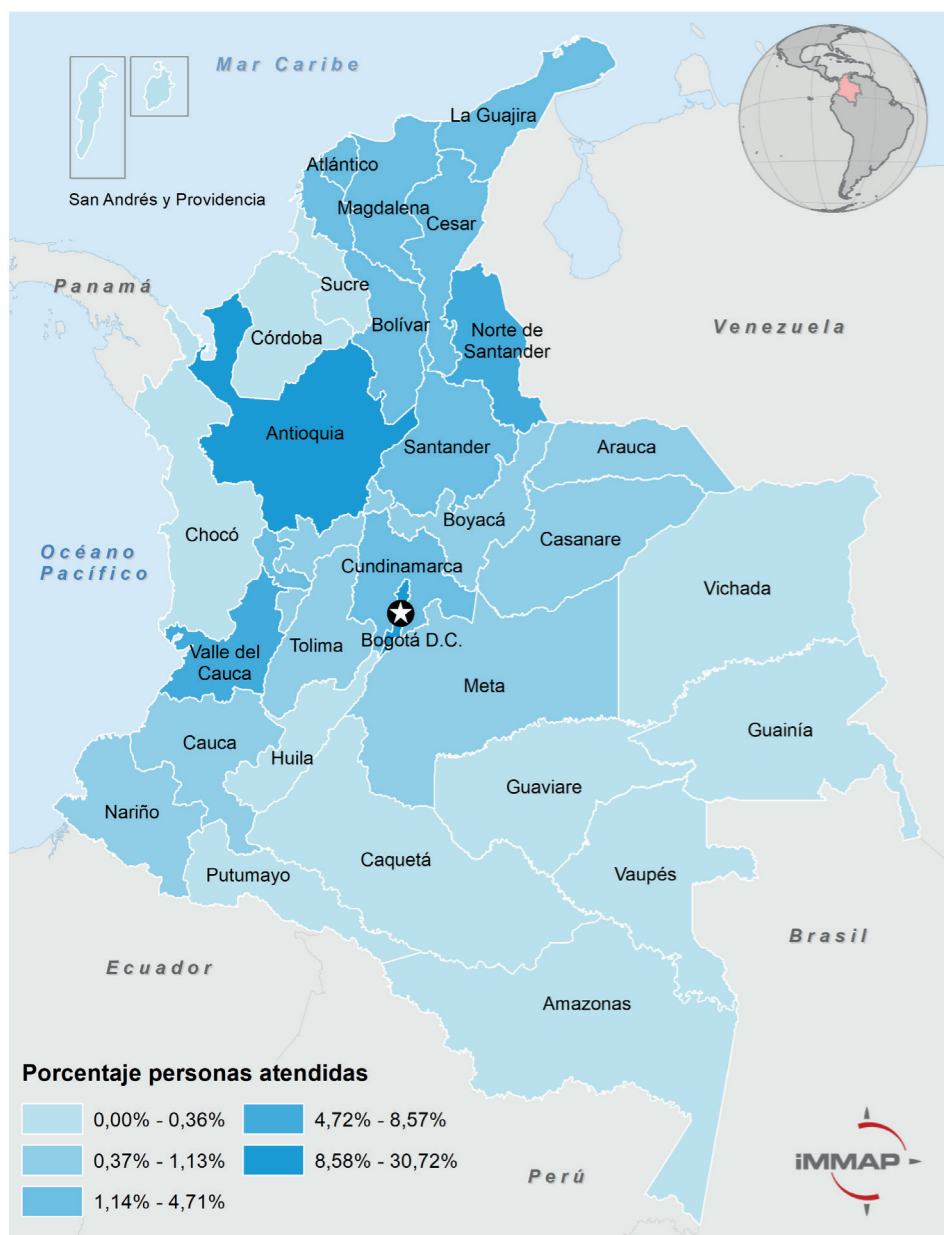 Mar Caribe
La Guajira
Atlántico
San Andrés y Providencia
Magdalena
Cesar
Panamá
Sucre
Bolívar
Córdoba
Norte de
Santander
Venezuela
Antioquia
Santander
Arauca
Chocó
Boyacá
Casanare
Océano
Pacífico
Cundinamarca
Vichada
Bogotá D.C.
Tolima
Valle del
Cauca
Meta
Guainía
Cauca
Huila
Guaviare
Nariño
Caquetá
Putumayo
Vaupés
Brasil
Ecuador
Amazonas
Porcentaje personas atendidas
0,00% - 0,36%
4,72% - 8,57%
0,37% - 1,13%
8,58% - 30,72%
1,14% - 4,71%
Perú
iMMAP